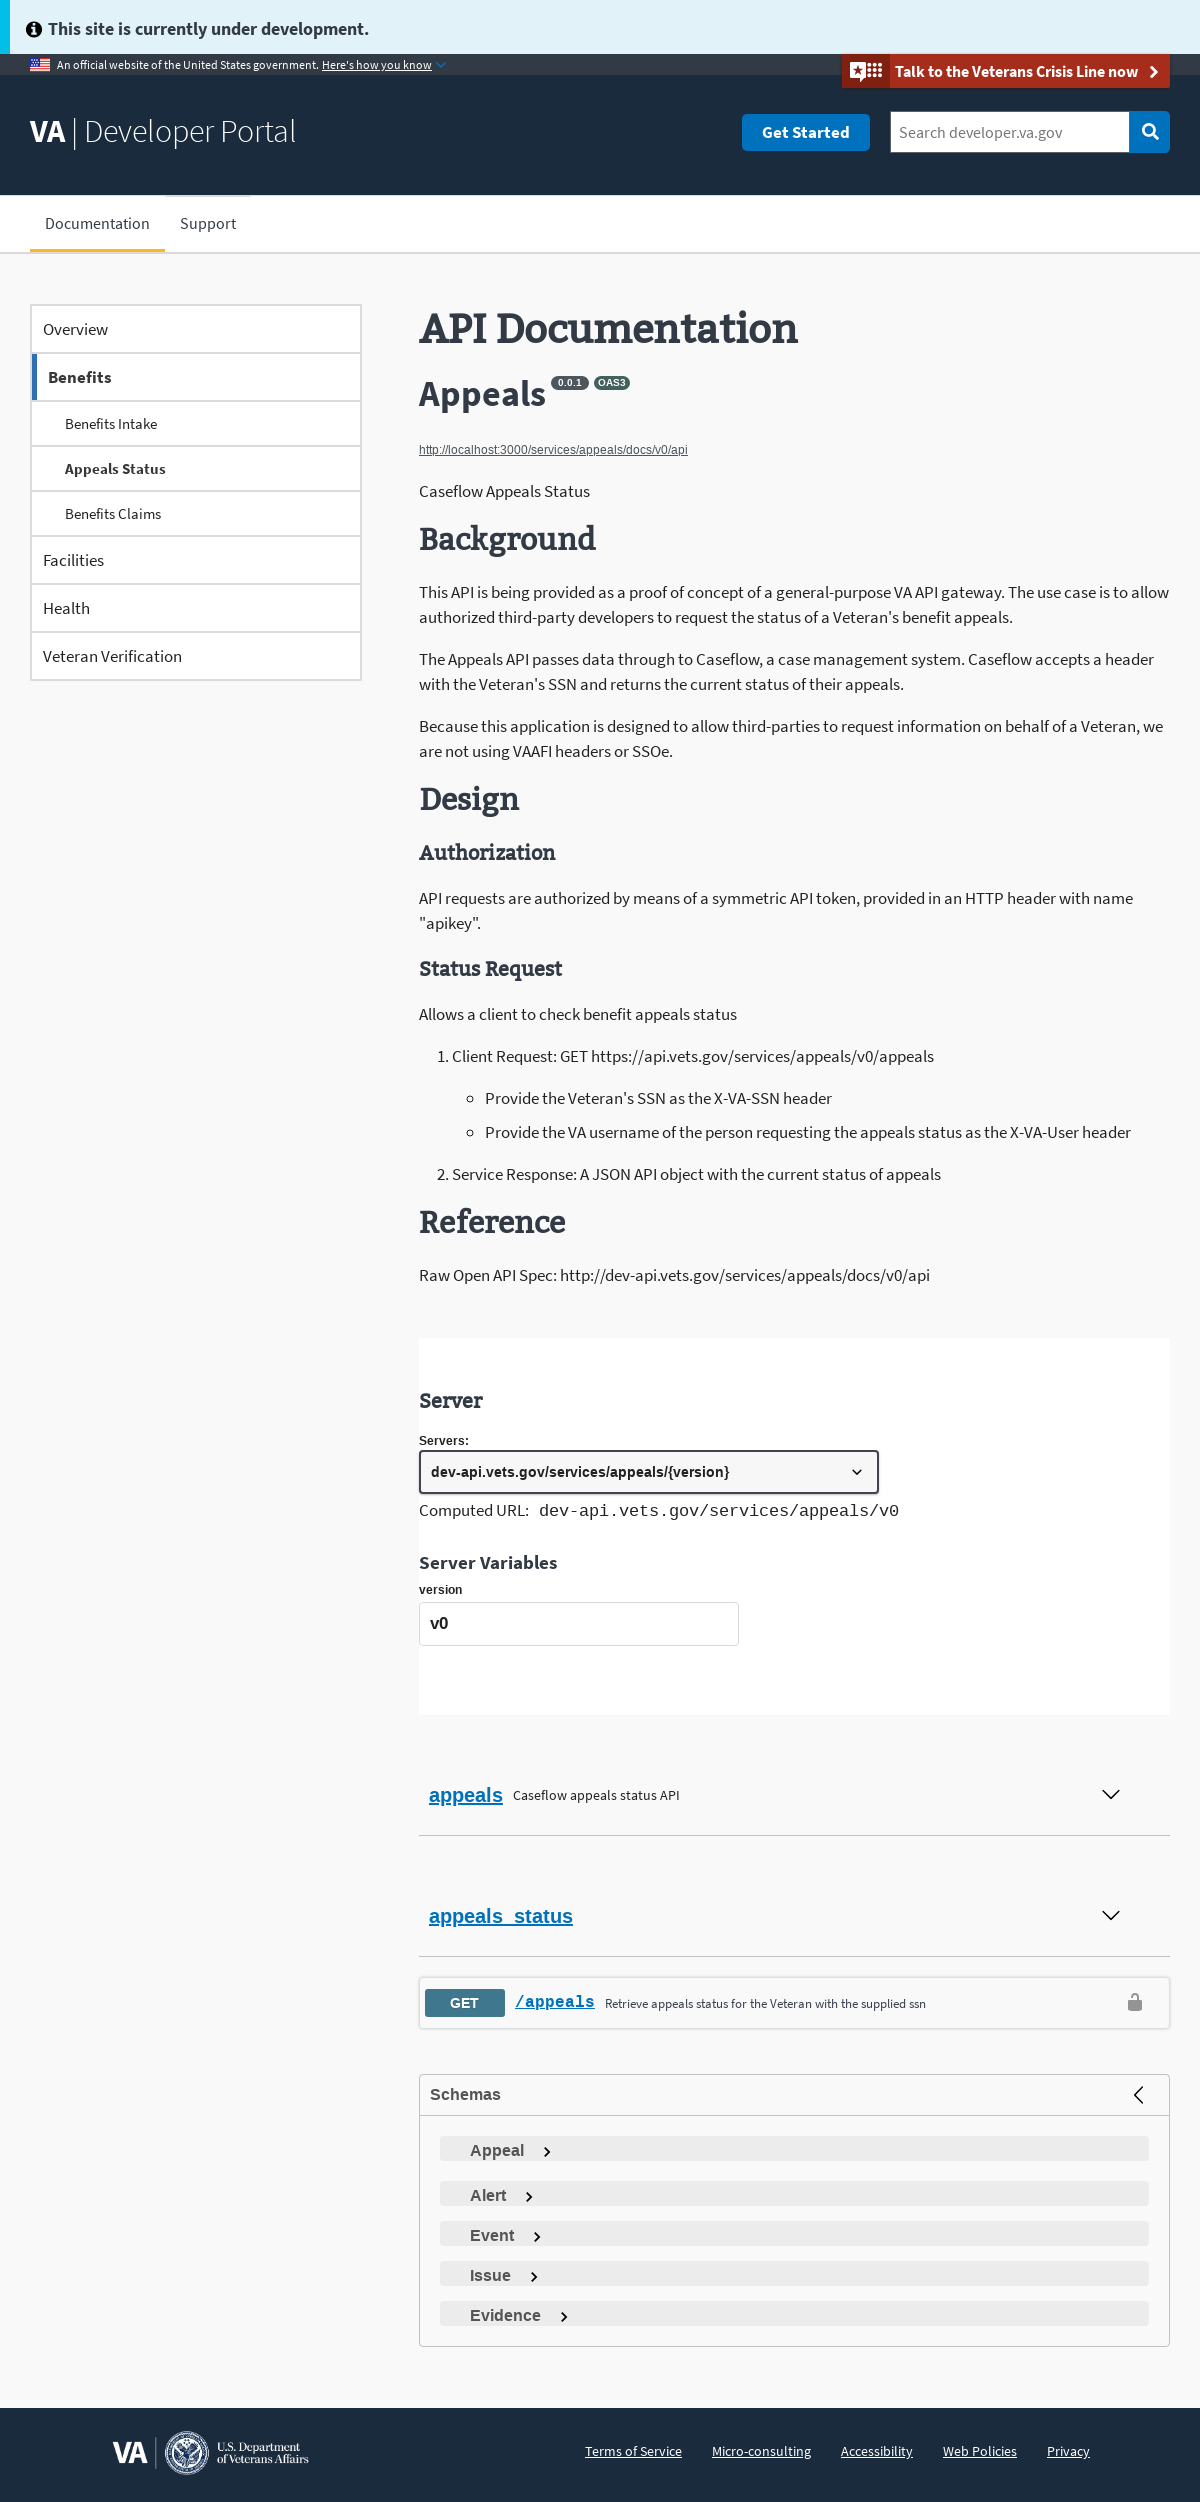 This site is currently under development.
An official website of the United States government. Here's how you know
Talk to the Veterans Crisis Line now
VA | Developer Portal
Get Started
Search developer.va.gov
Documentation
Support
Overview
Benefits
Benefits Intake
Appeals Status
Benefits Claims
Facilities
Health
Veteran Verification
API Documentation
Appeals 0.0.1 OAS3
http://localhost:3000/services/appeals/docs/v0/api
Caseflow Appeals Status
Background
This API is being provided as a proof of concept of a general-purpose VA API gateway. The use case is to allow
authorized third-party developers to request the status of a Veteran's benefit appeals.
The Appeals API passes data through to Caseflow, a case management system. Caseflow accepts a header
with the Veteran's SSN and returns the current status of their appeals.
Because this application is designed to allow third-parties to request information on behalf of a Veteran, we
are not using VAAFI headers or SSOe.
Design
Authorization
API requests are authorized by means of a symmetric API token, provided in an HTTP header with name
"apikey".
Status Request
Allows a client to check benefit appeals status
1. Client Request: GET https://api.vets.gov/services/appeals/v0/appeals
Provide the Veteran's SSN as the X-VA-SSN header
Provide the VA username of the person requesting the appeals status as the X-VA-User header
2. Service Response: A JSON API object with the current status of appeals
Reference
Raw Open API Spec: http://dev-api.vets.gov/services/appeals/docs/v0/api
Server
Servers:
dev-api.vets.gov/services/appeals/{version}
Computed URL: dev-api.vets.gov/services/appeals/v0
Server Variables
version
v0
appeals Caseflow appeals status API
appeals_status
GET /appeals Retrieve appeals status for the Veteran with the supplied ssn
Schemas
Appeal
Alert
Event
Issue
Evidence
VA
U.S. Department
of Veterans Affairs
Terms of Service
Micro-consulting
Accessibility
Web Policies
Privacy